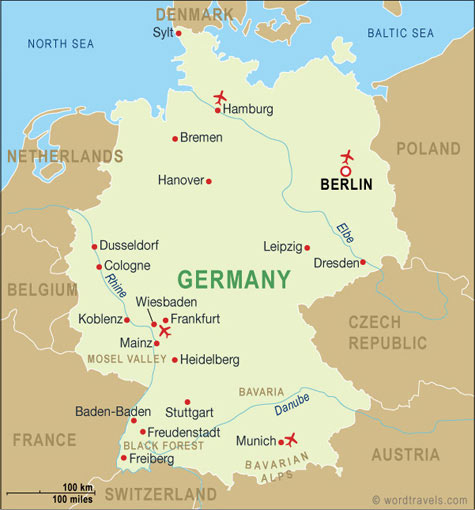 DENMARK
Sylt
NORTH SEA
BALTIC SEA
Hamburg
Bremen
NETHERLANDS
POLAND
Hanover
BERLIN
Elbe
Dusseldorf
Leipzig
Cologne
Dresden
BELGIUM
Rhine
GERMANY
Wiesbaden
Koblenz
Frankfurt
CZECH
REPUBLIC
Mainz
MOSEL VALLEY
Heidelberg
BAVARIA
Baden-Baden
Stuttgart
Danube
Freudenstadt
FRANCE
BLACK FOREST
Munich
AUSTRIA
Freiberg
BAVARIAN
ALPS
100 km
100 miles
SWITZERLAND
© wordtravels.com